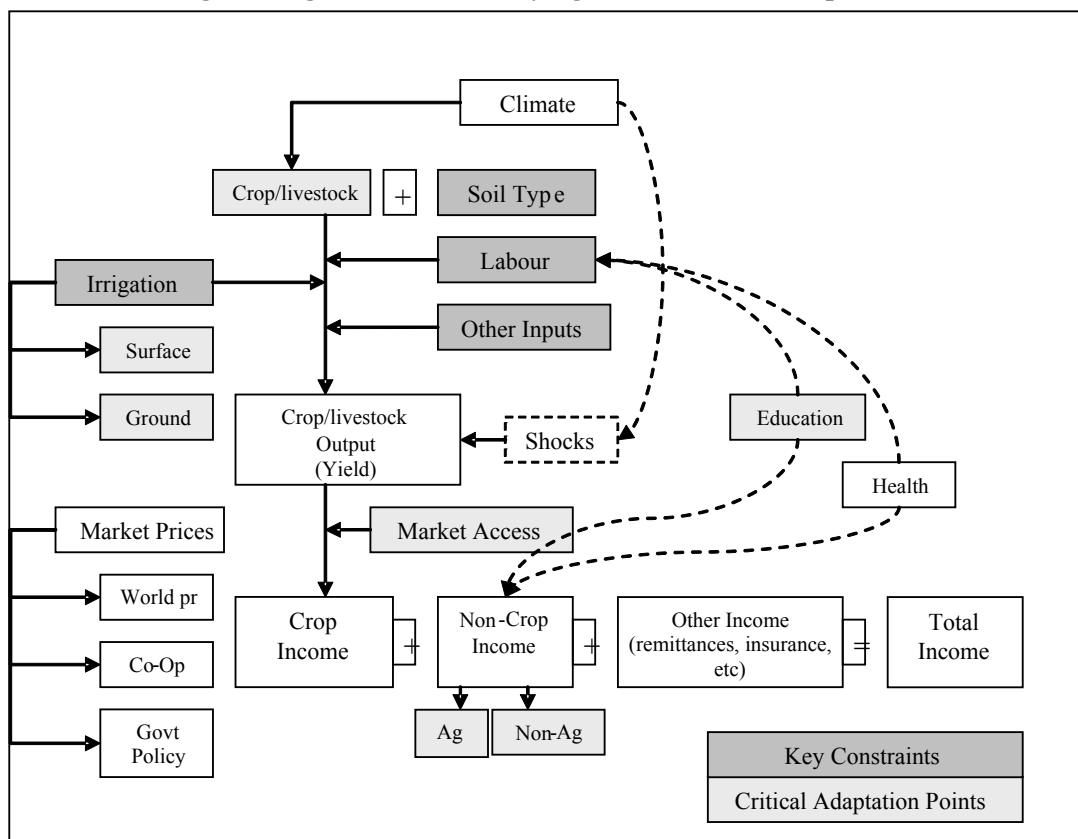 Climate
Crop/livestock
+
Soil Type
Labour
Irrigation
Other Inputs
Surface
Ground
Crop/livestock
Output
(Yield)
Shocks
Education
Health
Market Prices
Market Access
World pr
Co-Op
Govt
Policy
Crop
Income
+
Non-Crop
Income
+
Other Income
(remittances, insurance,
etc)
=
Total
Income
Ag
Non-Ag
Key Constraints
Critical Adaptation Points